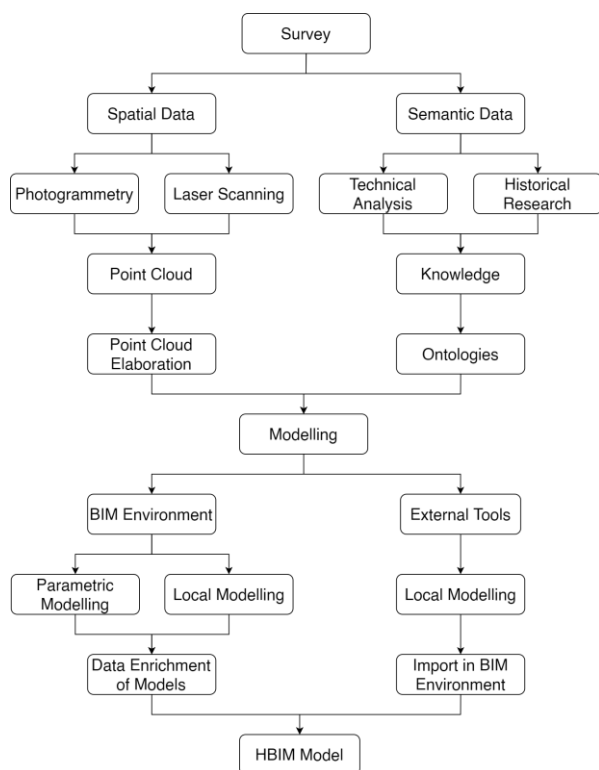 Survey
Spatial Data
Semantic Data
Photogrammetry
Laser Scanning
Technical
Analysis
Historical
Research
Point Cloud
Knowledge
Point Cloud
Elaboration
Ontologies
Modelling
BIM Environment
External Tools
Parametric
Modelling
Local Modelling
Local Modelling
Data Enrichment
of Models
Import in BIM
Environment
HBIM Model